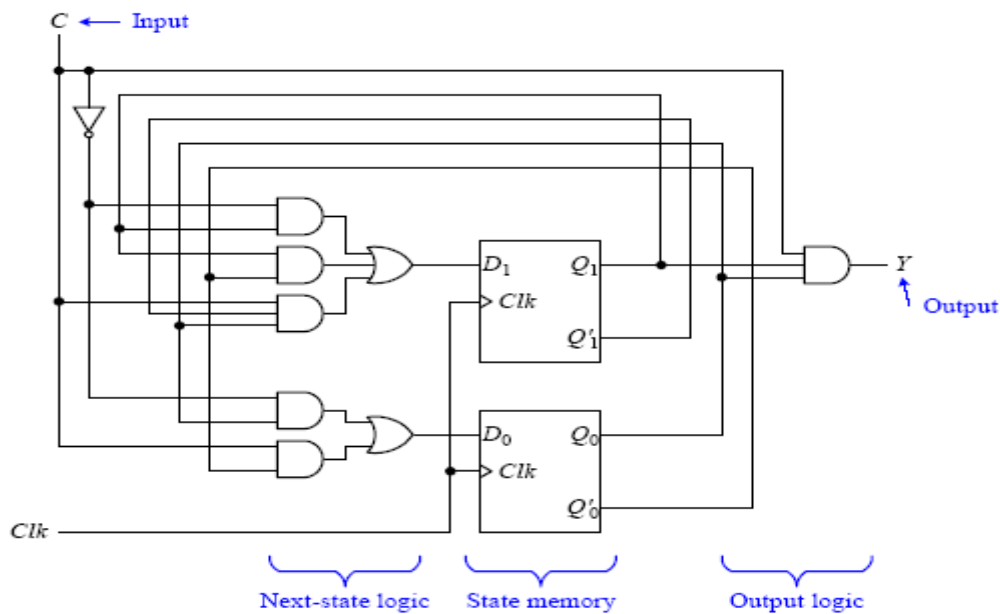 C Input
D₁ Q₁ Y
Clk
Output
Q′₁
D₀ Q₀
Clk
Q′₀
Clk
Next-state logic State memory Output logic